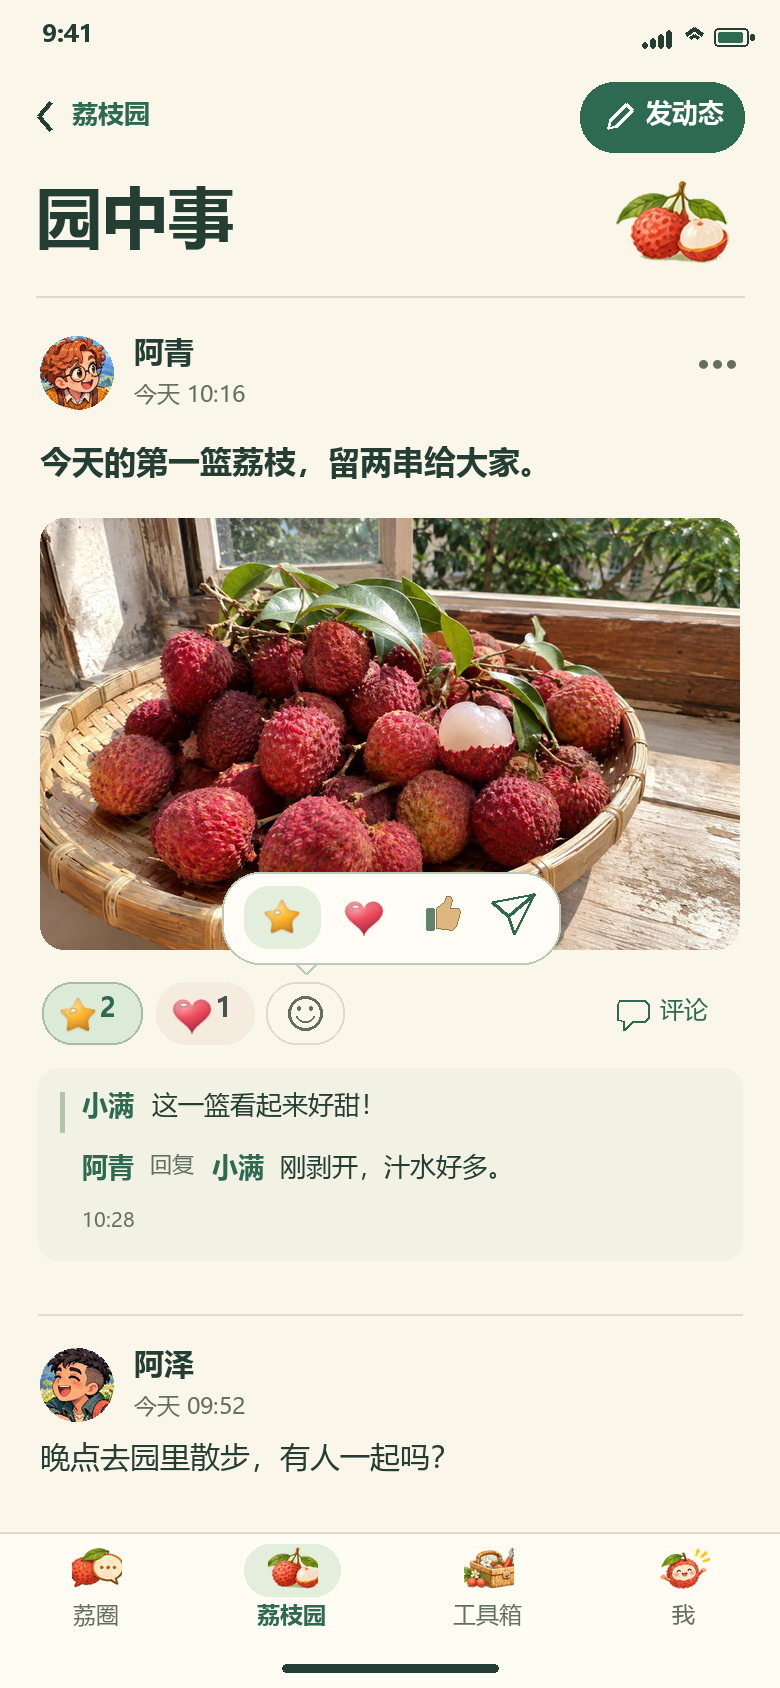 9:41
荔枝园
发动态
园中事
阿青
今天 10:16
今天的第一篮荔枝，留两串给大家。
2
1
评论
小满 这一篮看起来好甜！
阿青 回复 小满 刚剥开，汁水好多。
10:28
阿泽
今天 09:52
晚点去园里散步，有人一起吗？
荔圈
荔枝园
工具箱
我